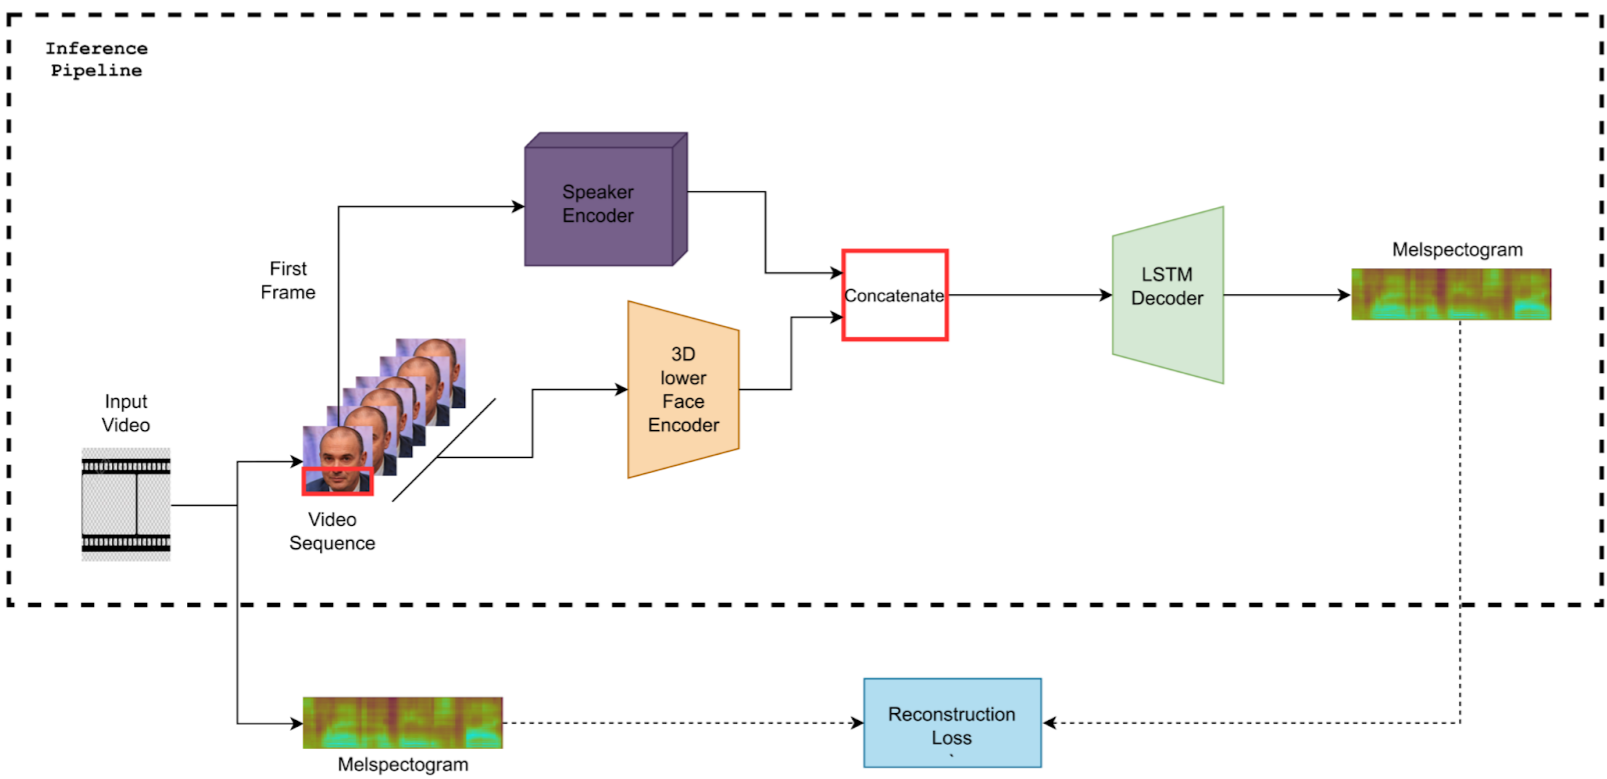 Inference
Pipeline
Speaker
Encoder
First
Frame
Concatenate
LSTM
Decoder
Melspectogram
3D
lower
Face
Encoder
Input
Video
Video
Sequence
Reconstruction
Loss
`
Melspectogram